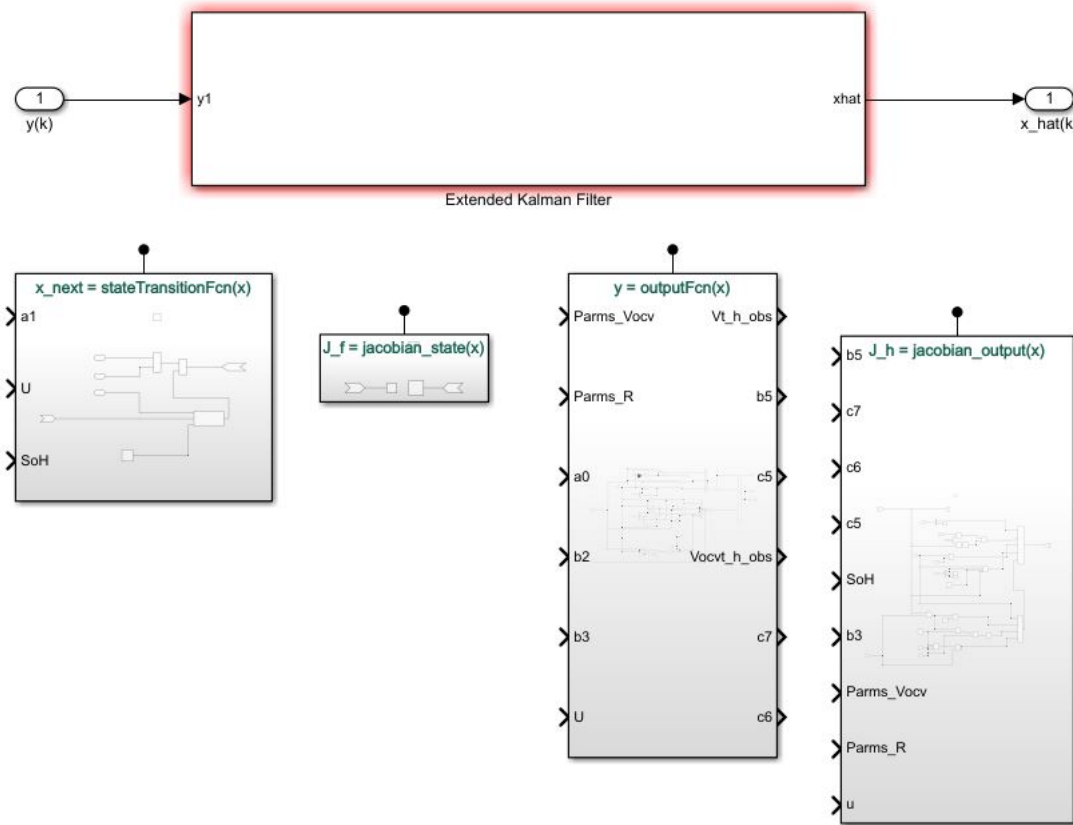 1
y(k)
y1
xhat
1
x_hat(k
Extended Kalman Filter
x_next = stateTransitionFcn(x)
a1
U
SoH
J_f = jacobian_state(x)
y = outputFcn(x)
Parms_Vocv
Vt_h_obs
Parms_R
b5
a0
c5
b2
Vocvt_h_obs
b3
c7
U
c6
J_h = jacobian_output(x)
b5
c7
c6
c5
SoH
b3
Parms_Vocv
Parms_R
u